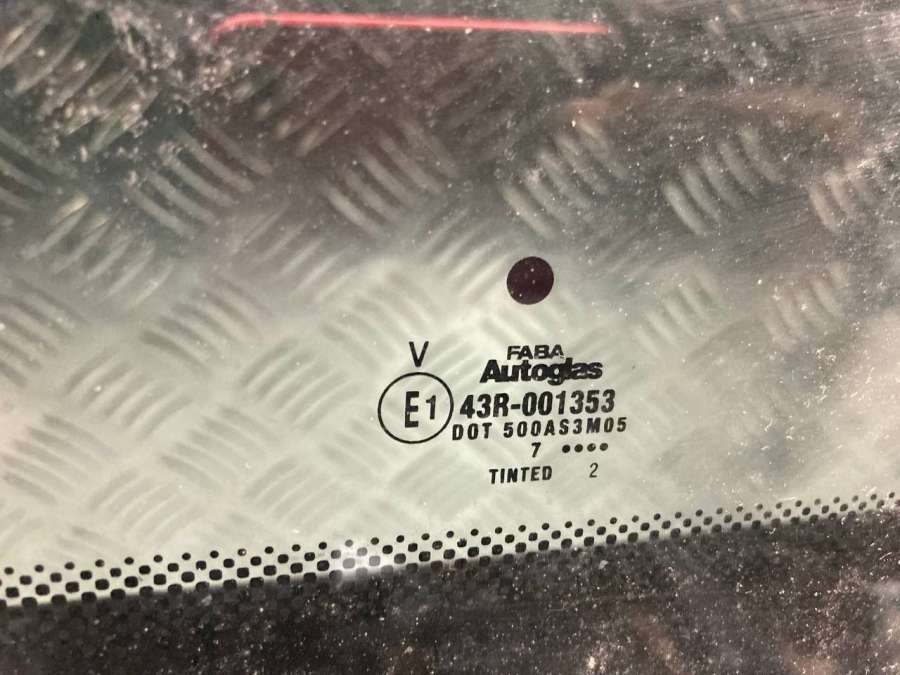 V
FABA
Autoglas
E1 43R-001353
DOT 500AS3M05
7 ••••
TINTED 2